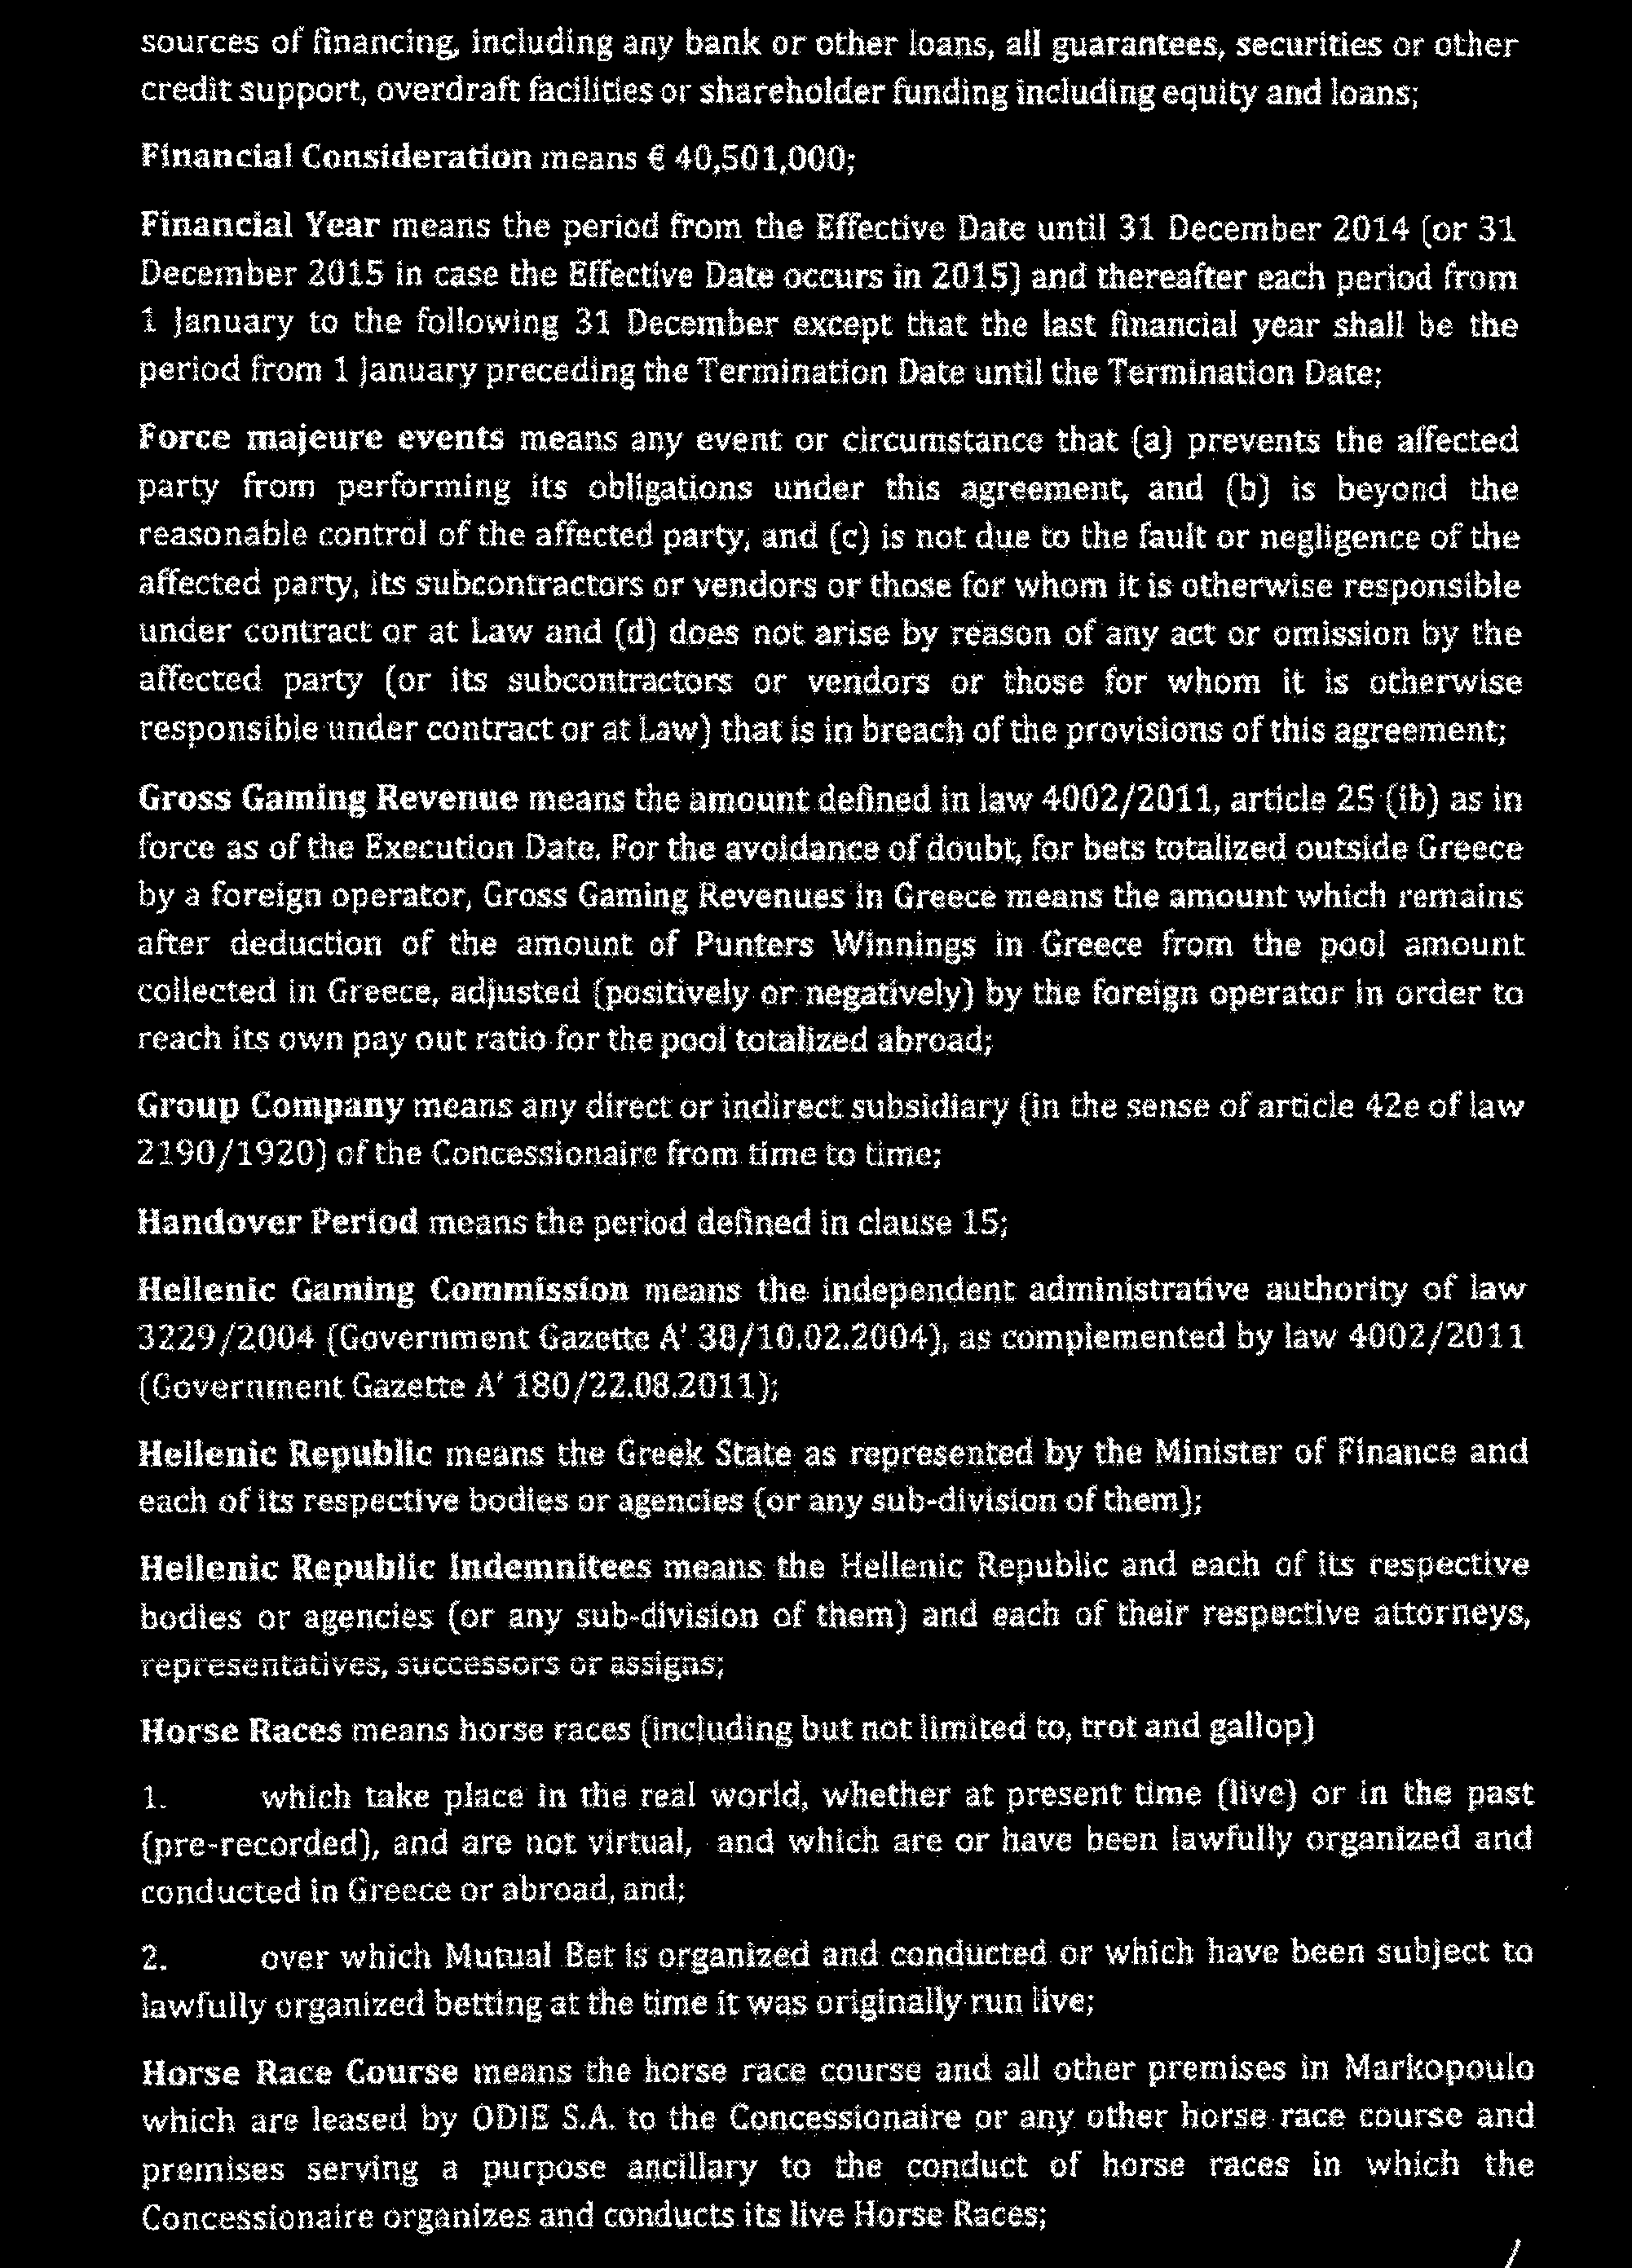 sources of financing, including any bank or other loans, all guarantees, securities or other
credit support, overdraft facilities or shareholder funding including equity and loans;
Financial Consideration means € 40,501,000;
Financial Year means the period from the Effective Date until 31 December 2014 (or 31
December 2015 in case the Effective Date occurs in 2015) and thereafter each period from
1 January to the following 31 December except that the last financial year shall be the
period from 1 January preceding the Termination Date until the Termination Date;
Force majeure events means any event or circumstance that (a) prevents the affected
party from performing its obligations under this agreement, and (b) is beyond the
reasonable control of the affected party, and (c) is not due to the fault or negligence of the
affected party, its subcontractors or vendors or those for whom it is otherwise responsible
under contract or at Law and (d) does not arise by reason of any act or omission by the
affected party (or its subcontractors or vendors or those for whom it is otherwise
responsible under contract or at Law) that is in breach of the provisions of this agreement;
Gross Gaming Revenue means the amount defined in law 4002/2011, article 25 (ib) as in
force as of the Execution Date. For the avoidance of doubt, for bets totalized outside Greece
by a foreign operator, Gross Gaming Revenues in Greece means the amount which remains
after deduction of the amount of Punters Winnings in Greece from the pool amount
collected in Greece, adjusted (positively or negatively) by the foreign operator in order to
reach its own pay out ratio for the pool totalized abroad;
Group Company means any direct or indirect subsidiary (in the sense of article 42e of law
2190/1920) of the Concessionaire from time to time;
Handover Period means the period defined in clause 15;
Hellenic Gaming Commission means the independent administrative authority of law
3229/2004 (Government Gazette A' 38/10.02.2004), as complemented by law 4002/2011
(Government Gazette A' 180/22.08.2011);
Hellenic Republic means the Greek State as represented by the Minister of Finance and
each of its respective bodies or agencies (or any sub-division of them);
Hellenic Republic Indemnitees means the Hellenic Republic and each of its respective
bodies or agencies (or any sub-division of them) and each of their respective attorneys,
representatives, successors or assigns;
Horse Races means horse races (including but not limited to, trot and gallop)
1. which take place in the real world, whether at present time (live) or in the past
(pre-recorded), and are not virtual, and which are or have been lawfully organized and
conducted in Greece or abroad, and;
2. over which Mutual Bet is organized and conducted or which have been subject to
lawfully organized betting at the time it was originally run live;
Horse Race Course means the horse race course and all other premises in Markopoulo
which are leased by ODIE S.A. to the Concessionaire or any other horse race course and
premises serving a purpose ancillary to the conduct of horse races in which the
Concessionaire organizes and conducts its live Horse Races;